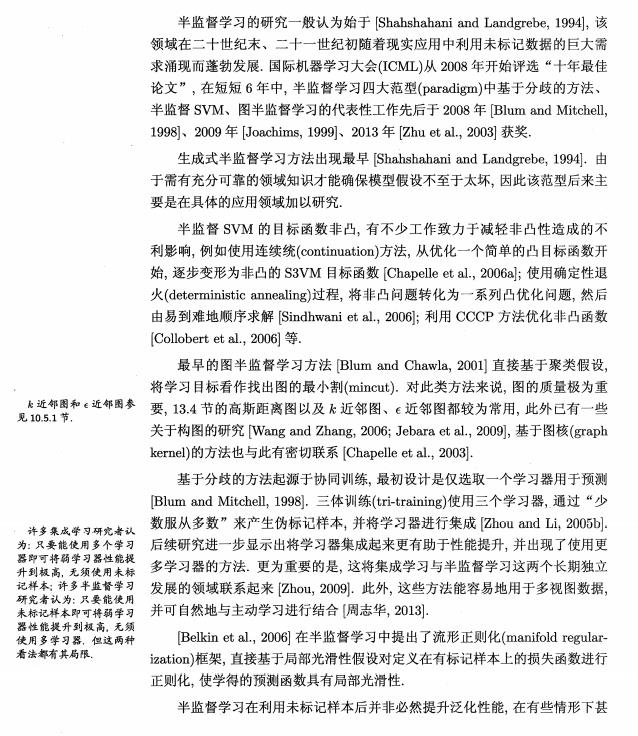 半监督学习的研究一般认为始于 [Shahshahani and Landgrebe, 1994], 该
领域在二十世纪末、二十一世纪初随着现实应用中利用未标记数据的巨大需
求涌现而蓬勃发展. 国际机器学习大会(ICML)从 2008 年开始评选“十年最佳
论文”, 在短短 6 年中, 半监督学习四大范型(paradigm)中基于分歧的方法、
半监督 SVM、图半监督学习的代表性工作先后于 2008 年 [Blum and Mitchell,
1998]、2009 年 [Joachims, 1999]、2013 年 [Zhu et al., 2003] 获奖.
生成式半监督学习方法出现最早 [Shahshahani and Landgrebe, 1994]. 由
于需有充分可靠的领域知识才能确保模型假设不至于太坏, 因此该范型后来主
要是在具体的应用领域加以研究.
半监督 SVM 的目标函数非凸, 有不少工作致力于减轻非凸性造成的不
利影响, 例如使用连续统(continuation)方法, 从优化一个简单的凸目标函数开
始, 逐步变形为非凸的 S3VM 目标函数 [Chapelle et al., 2006a]; 使用确定性退
火(deterministic annealing)过程, 将非凸问题转化为一系列凸优化问题, 然后
由易到难地顺序求解 [Sindhwani et al., 2006]; 利用 CCCP 方法优化非凸函数
[Collobert et al., 2006] 等.
最早的图半监督学习方法 [Blum and Chawla, 2001] 直接基于聚类假设,
将学习目标看作找出图的最小割(mincut). 对此类方法来说, 图的质量极为重
要, 13.4 节的高斯距离图以及 k 近邻图、ϵ 近邻图都较为常用, 此外已有一些
关于构图的研究 [Wang and Zhang, 2006; Jebara et al., 2009], 基于图核(graph
kernel)的方法也与此有密切联系 [Chapelle et al., 2003].
k 近邻图和 ϵ 近邻图参
见 10.5.1 节.
基于分歧的方法起源于协同训练, 最初设计是仅选取一个学习器用于预测
[Blum and Mitchell, 1998]. 三体训练(tri-training)使用三个学习器, 通过“少
数服从多数”来产生伪标记样本, 并将学习器进行集成 [Zhou and Li, 2005b].
后续研究进一步显示出将学习器集成起来更有助于性能提升, 并出现了使用更
多学习器的方法. 更为重要的是, 这将集成学习与半监督学习这两个长期独立
发展的领域联系起来 [Zhou, 2009]. 此外, 这些方法能容易地用于多视图数据,
并可自然地与主动学习进行结合 [周志华, 2013].
许多集成学习研究者认
为: 只要能使用多个学习
器即可将弱学习器性能提
升到极高, 无须使用未标
记样本; 许多半监督学习
研究者认为: 只要能使用
未标记样本即可将弱学习
器性能提升到极高, 无须
使用多学习器. 但这两种
看法都有其局限.
[Belkin et al., 2006] 在半监督学习中提出了流形正则化(manifold regular-
ization)框架, 直接基于局部光滑性假设对定义在有标记样本上的损失函数进行
正则化, 使学得的预测函数具有局部光滑性.
半监督学习在利用未标记样本后并非必然提升泛化性能, 在有些情形下甚